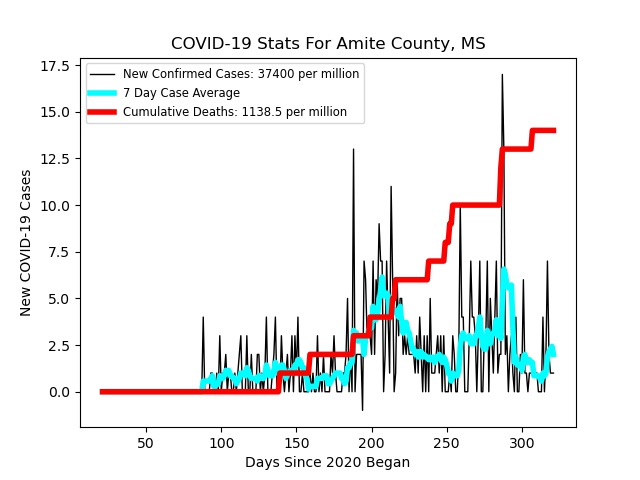 COVID-19 Stats For Amite County, MS
New Confirmed Cases: 37400 per million
7 Day Case Average
Cumulative Deaths: 1138.5 per million
New COVID-19 Cases
17.5
15.0
12.5
10.0
7.5
5.0
2.5
0.0
50 100 150 200 250 300
Days Since 2020 Began